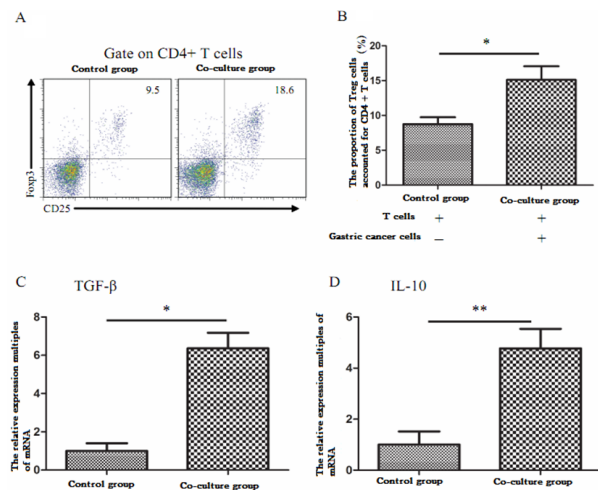 A
Gate on CD4+ T cells
Control group
Co-culture group
9.5
18.6
Foxp3
CD25
B
The proportion of Treg cells (%)
accounted for CD4 + T cells
20
15
10
5
0
*
Control group
Co-culture group
T cells
+
+
Gastric cancer cells
–
+
C
TGF-β
The relative expression multiples
of mRNA
8
6
4
2
0
*
Control group
Co-culture group
D
IL-10
The relative expression multiples of
mRNA
6
4
2
0
**
Control group
Co-culture group